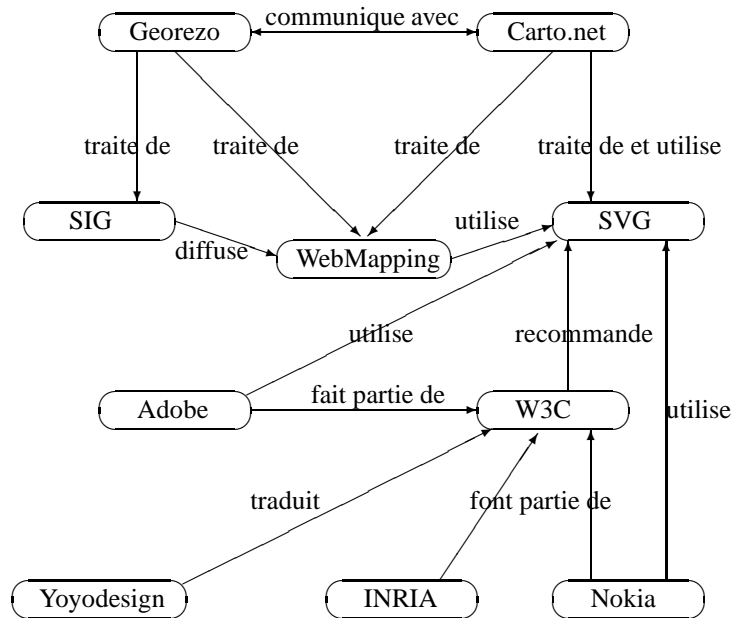 communique avec
Georezo
Carto.net
traite de
traite de
traite de
traite de et utilise
SIG
SVG
utilise
diffuse
WebMapping
utilise
recommande
fait partie de
Adobe
W3C
utilise
traduit
font partie de
Yoyodesign
INRIA
Nokia